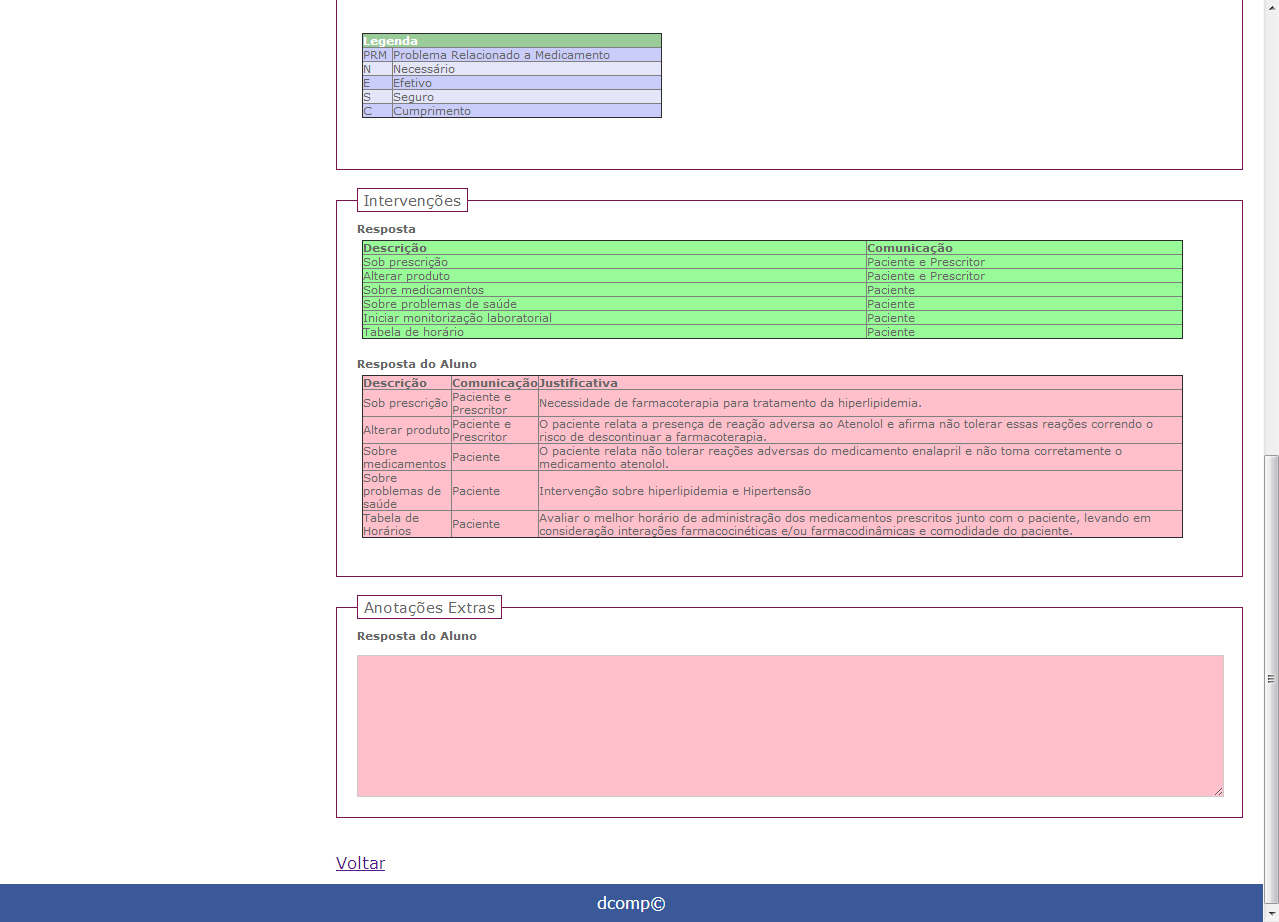 Legenda
PRM Problema Relacionado a Medicamento
N Necessário
E Efetivo
S Seguro
C Cumprimento
Intervenções
Resposta
Descrição Comunicação
Sob prescrição Paciente e Prescritor
Alterar produto Paciente e Prescritor
Sobre medicamentos Paciente
Sobre problemas de saúde Paciente
Iniciar monitorização laboratorial Paciente
Tabela de horário Paciente
Resposta do Aluno
Descrição Comunicação Justificativa
Sob prescrição Paciente e
Prescritor Necessidade de farmacoterapia para tratamento da hiperlipidemia.
Alterar produto Paciente e
Prescritor O paciente relata a presença de reação adversa ao Atenolol e afirma não tolerar essas reações correndo o
risco de descontinuar a farmacoterapia.
Sobre
medicamentos Paciente O paciente relata não tolerar reações adversas do medicamento enalapril e não toma corretamente o
medicamento atenolol.
Sobre
problemas de
saúde Paciente Intervenção sobre hiperlipidemia e Hipertensão
Tabela de
Horários Paciente Avaliar o melhor horário de administração dos medicamentos prescritos junto com o paciente, levando em
consideração interações farmacocinéticas e/ou farmacodinâmicas e comodidade do paciente.
Anotações Extras
Resposta do Aluno
Voltar
dcomp©